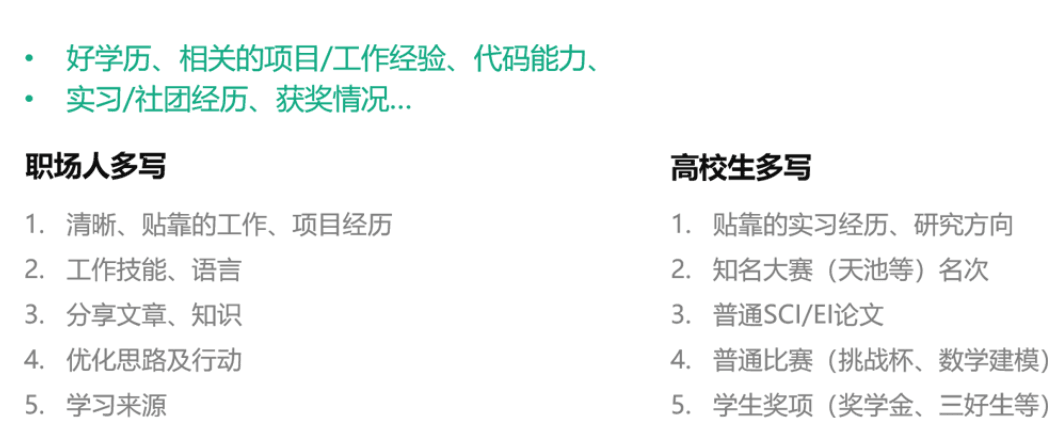 • 好学历、相关的项目/工作经验、代码能力、
• 实习/社团经历、获奖情况...
职场人多写
1. 清晰、贴靠的工作、项目经历
2. 工作技能、语言
3. 分享文章、知识
4. 优化思路及行动
5. 学习来源
高校生多写
1. 贴靠的实习经历、研究方向
2. 知名大赛（天池等）名次
3. 普通SCI/EI论文
4. 普通比赛（挑战杯、数学建模）
5. 学生奖项（奖学金、三好生等）